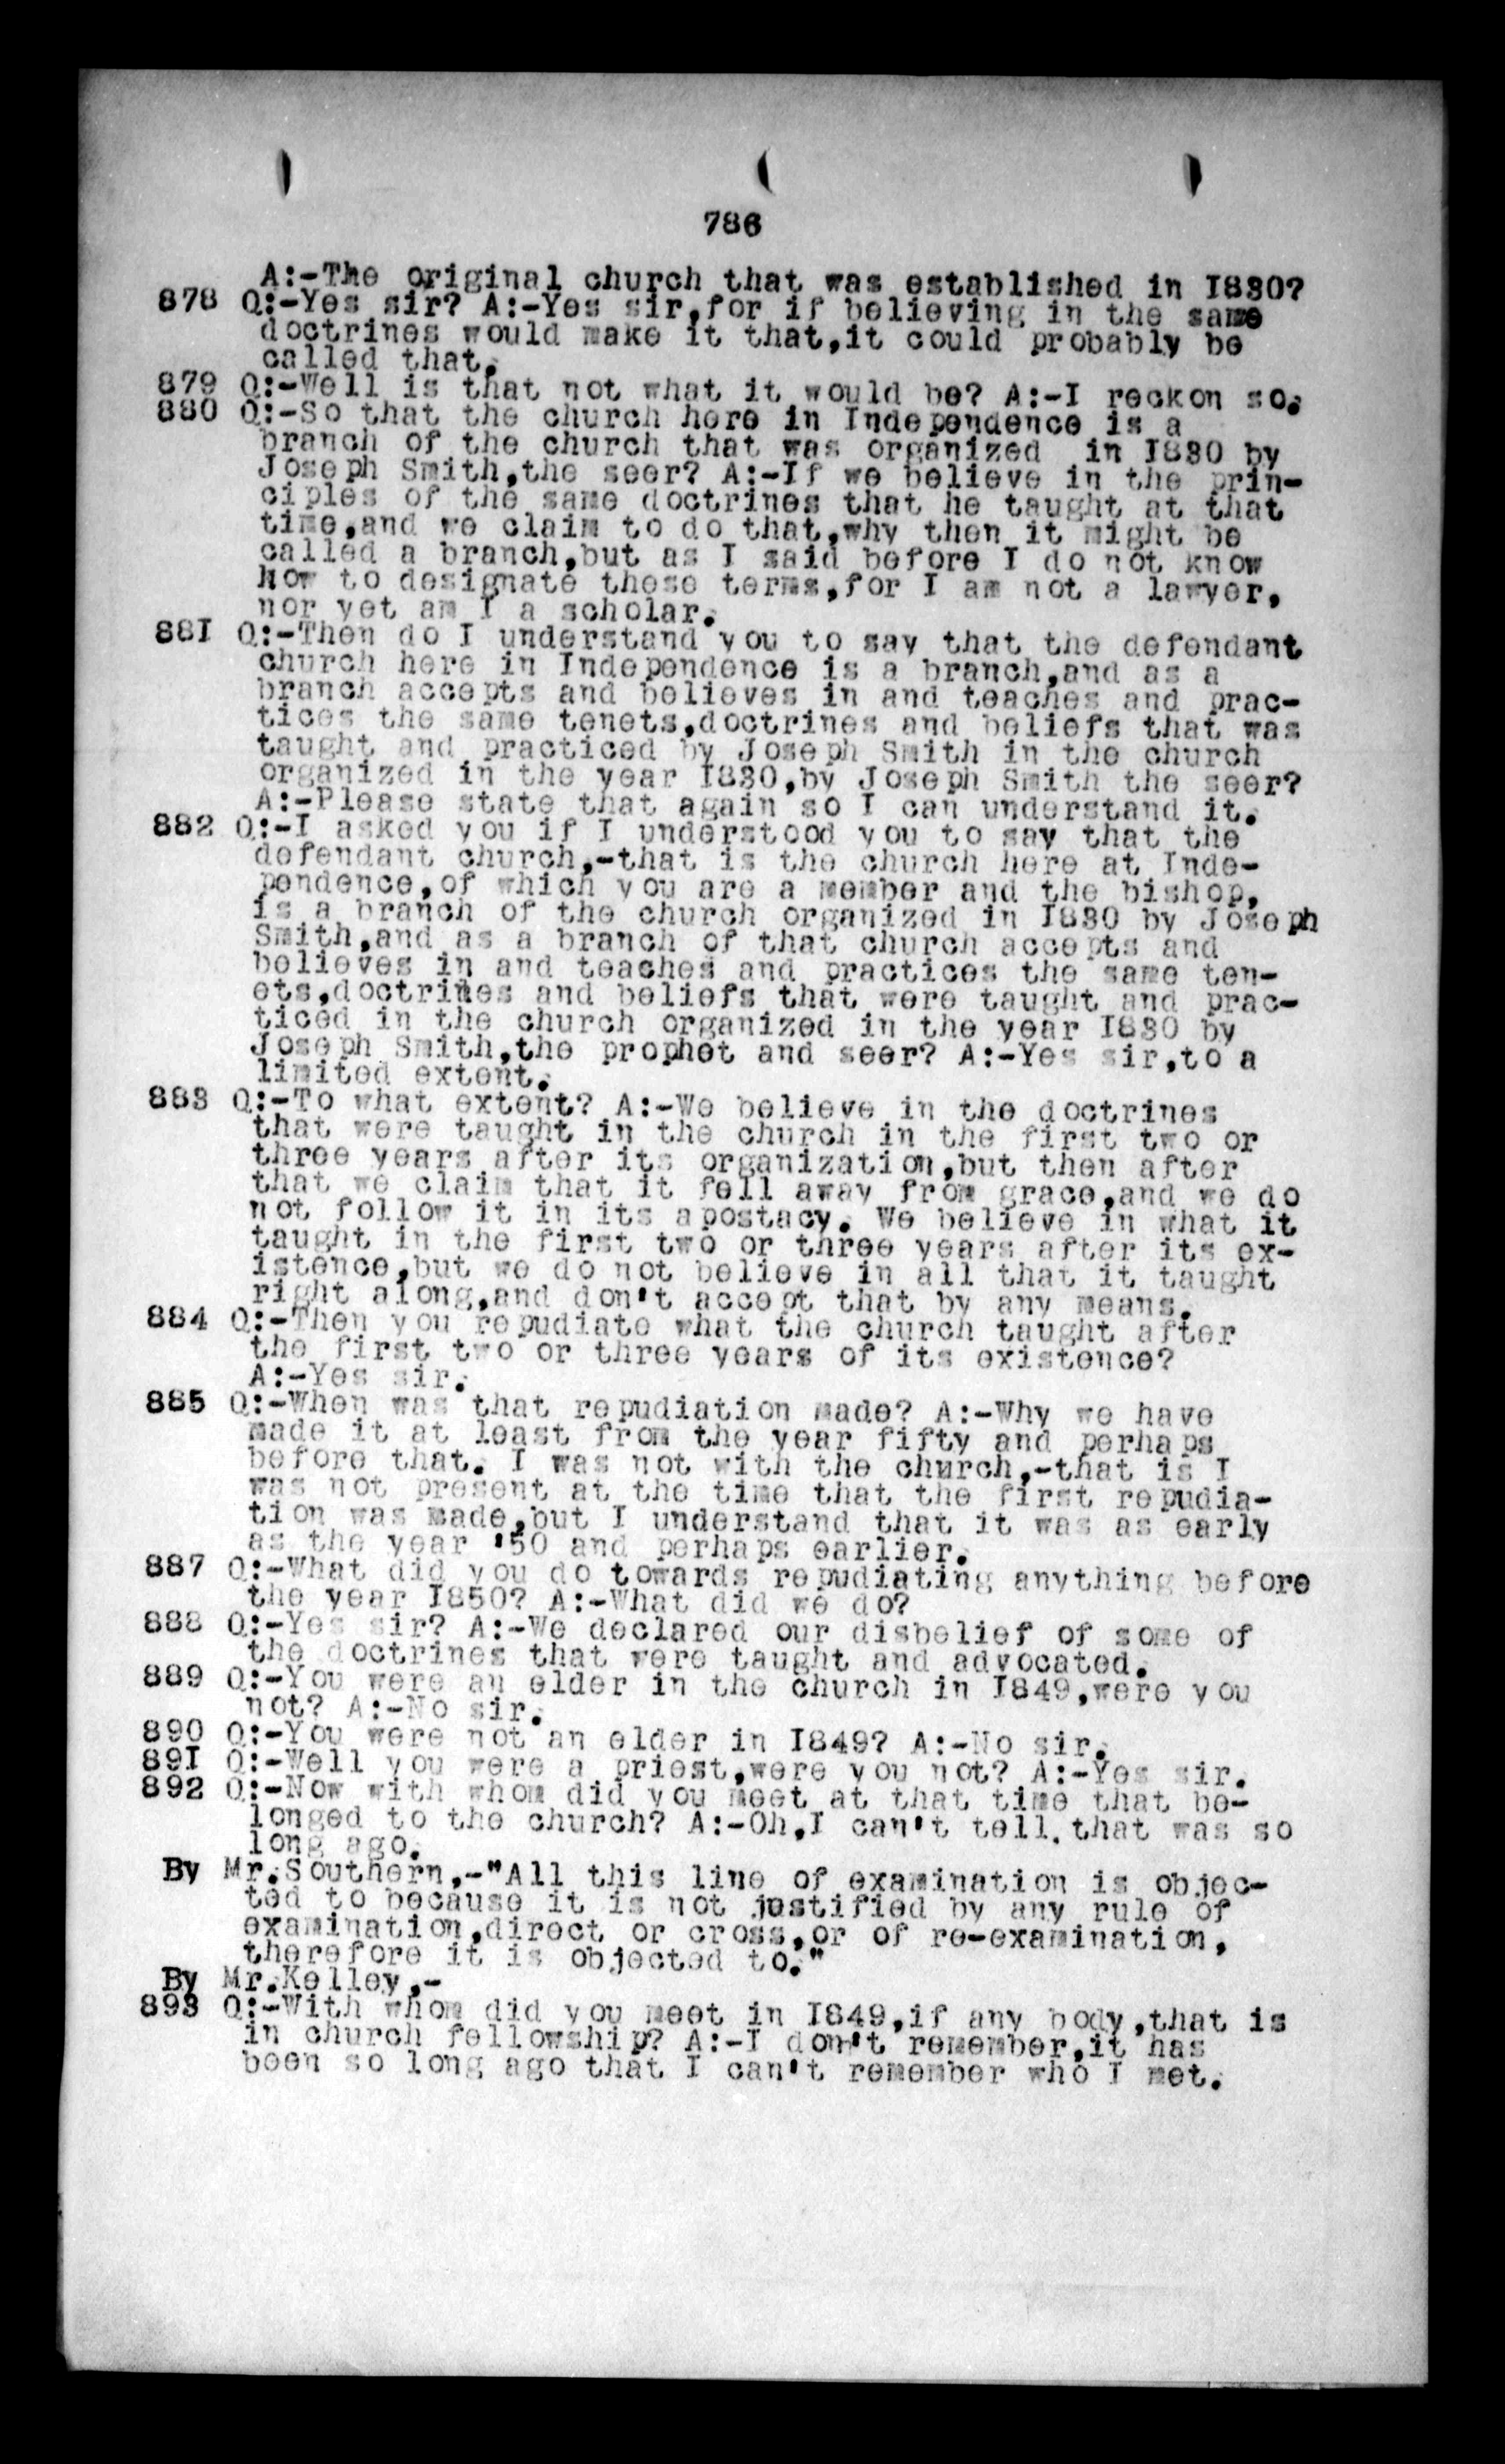 786
A:-The original church that was established in I830?
878 Q:-Yes sir? A:-Yes sir,for if believing in the same
doctrines would make it that,it could probably be
called that.
879 Q:-Well is that not what it would be? A:-I reckon so.
880 Q:-So that the church here in Independence is a
branch of the church that was organized in I830 by
Joseph Smith,the seer? A:-If we believe in the prin-
ciples of the same doctrines that he taught at that
time,and we claim to do that,why then it might be
called a branch,but as I said before I do not know
how to designate these terms,for I am not a lawyer,
nor yet am I a scholar.
88I Q:-Then do I understand you to say that the defendant
church here in Independence is a branch,and as a
branch accepts and believes in and teaches and prac-
tices the same tenets,doctrines and beliefs that was
taught and practiced by Joseph Smith in the church
organized in the year I830,by Joseph Smith the seer?
A:-Please state that again so I can understand it.
882 Q:-I asked you if I understood you to say that the
defendant church,-that is the church here at Inde-
pendence,of which you are a member and the bishop,
is a branch of the church organized in I830 by Joseph
Smith,and as a branch of that church accepts and
believes in and teaches and practices the same ten-
ets,doctrines and beliefs that were taught and prac-
ticed in the church organized in the year I830 by
Joseph Smith,the prophet and seer? A:-Yes sir,to a
limited extent.
883 Q:-To what extent? A:-We believe in the doctrines
that were taught in the church in the first two or
three years after its organization,but then after
that we claim that it fell away from grace,and we do
not follow it in its apostacy. We believe in what it
taught in the first two or three years after its ex-
istence,but we do not believe in all that it taught
right along,and don't accept that by any means.
884 Q:-Then you repudiate what the church taught after
the first two or three years of its existence?
A:-Yes sir.
885 Q:-When was that repudiation made? A:-Why we have
made it at least from the year fifty and perhaps
before that. I was not with the church,-that is I
was not present at the time that the first repudia-
tion was made,but I understand that it was as early
as the year '50 and perhaps earlier.
887 Q:-What did you do towards repudiating anything before
the year I850? A:-What did we do?
888 Q:-Yes sir? A:-We declared our disbelief of some of
the doctrines that were taught and advocated.
889 Q:-You were an elder in the church in I849,were you
not? A:-No sir.
890 Q:-You were not an elder in I849? A:-No sir.
89I Q:-Well you were a priest,were you not? A:-Yes sir.
892 Q:-Now with whom did you meet at that time that be-
longed to the church? A:-Oh,I can't tell.that was so
long ago.
By Mr.Southern,-"All this line of examination is objec-
ted to because it is not justified by any rule of
examination,direct or cross,or of re-examination,
therefore it is objected to."
By Mr.Kelley,-
893 Q:-With whom did you meet in I849,if any body,that is
in church fellowship? A:-I don't remember,it has
been so long ago that I can't remember who I met.